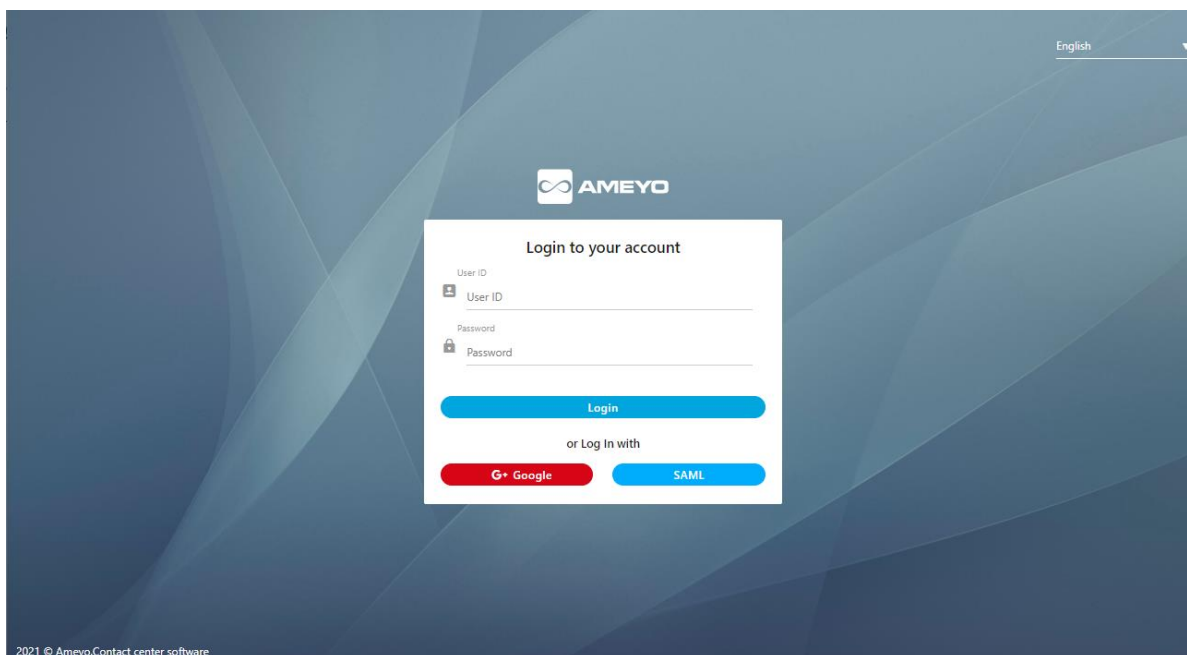 English
AMEYO
Login to your account
User ID
User ID
Password
Password
Login
or Log In with
G+ Google
SAML
2021 © Ameyo.Contact center software